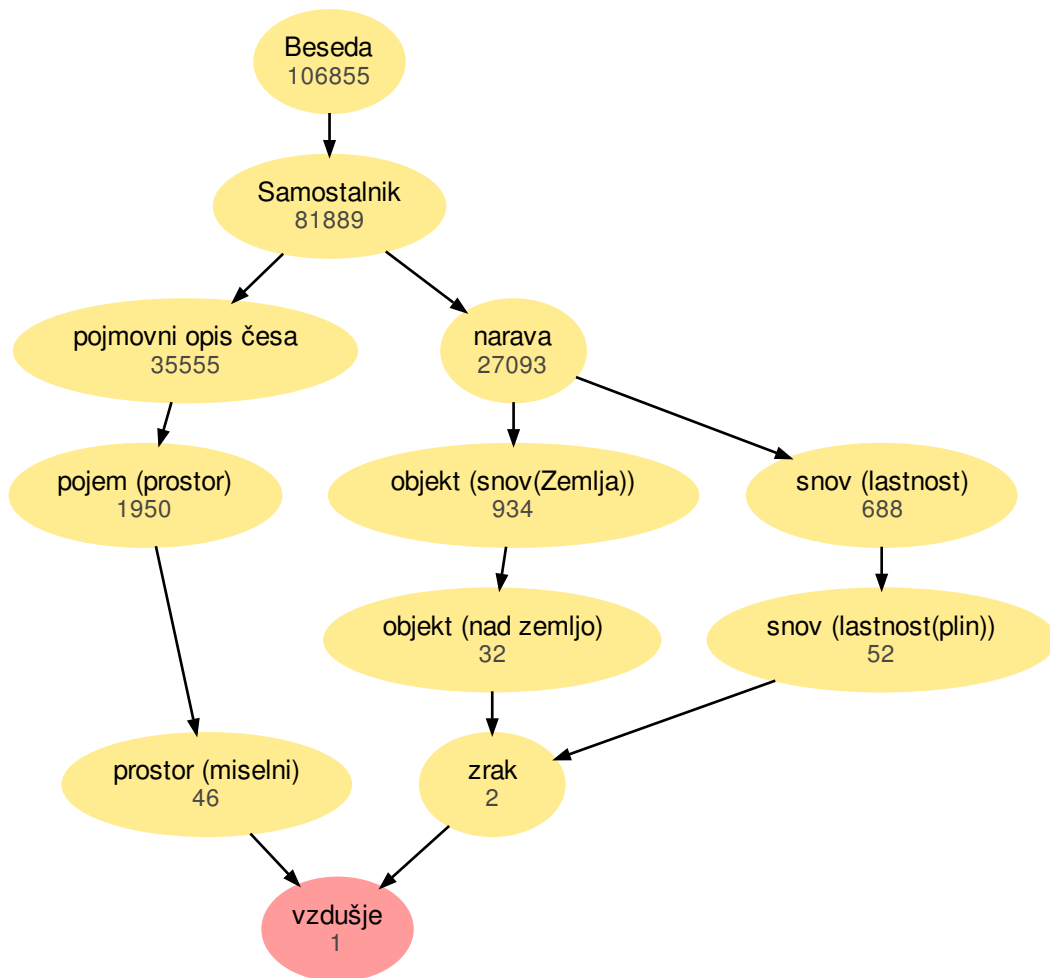 Beseda
106855
Samostalnik
81889
pojmovni opis česa
35555
narava
27093
pojem (prostor)
1950
objekt (snov(Zemlja))
934
snov (lastnost)
688
objekt (nad zemljo)
32
snov (lastnost(plin))
52
prostor (miselni)
46
zrak
2
vzdušje
1